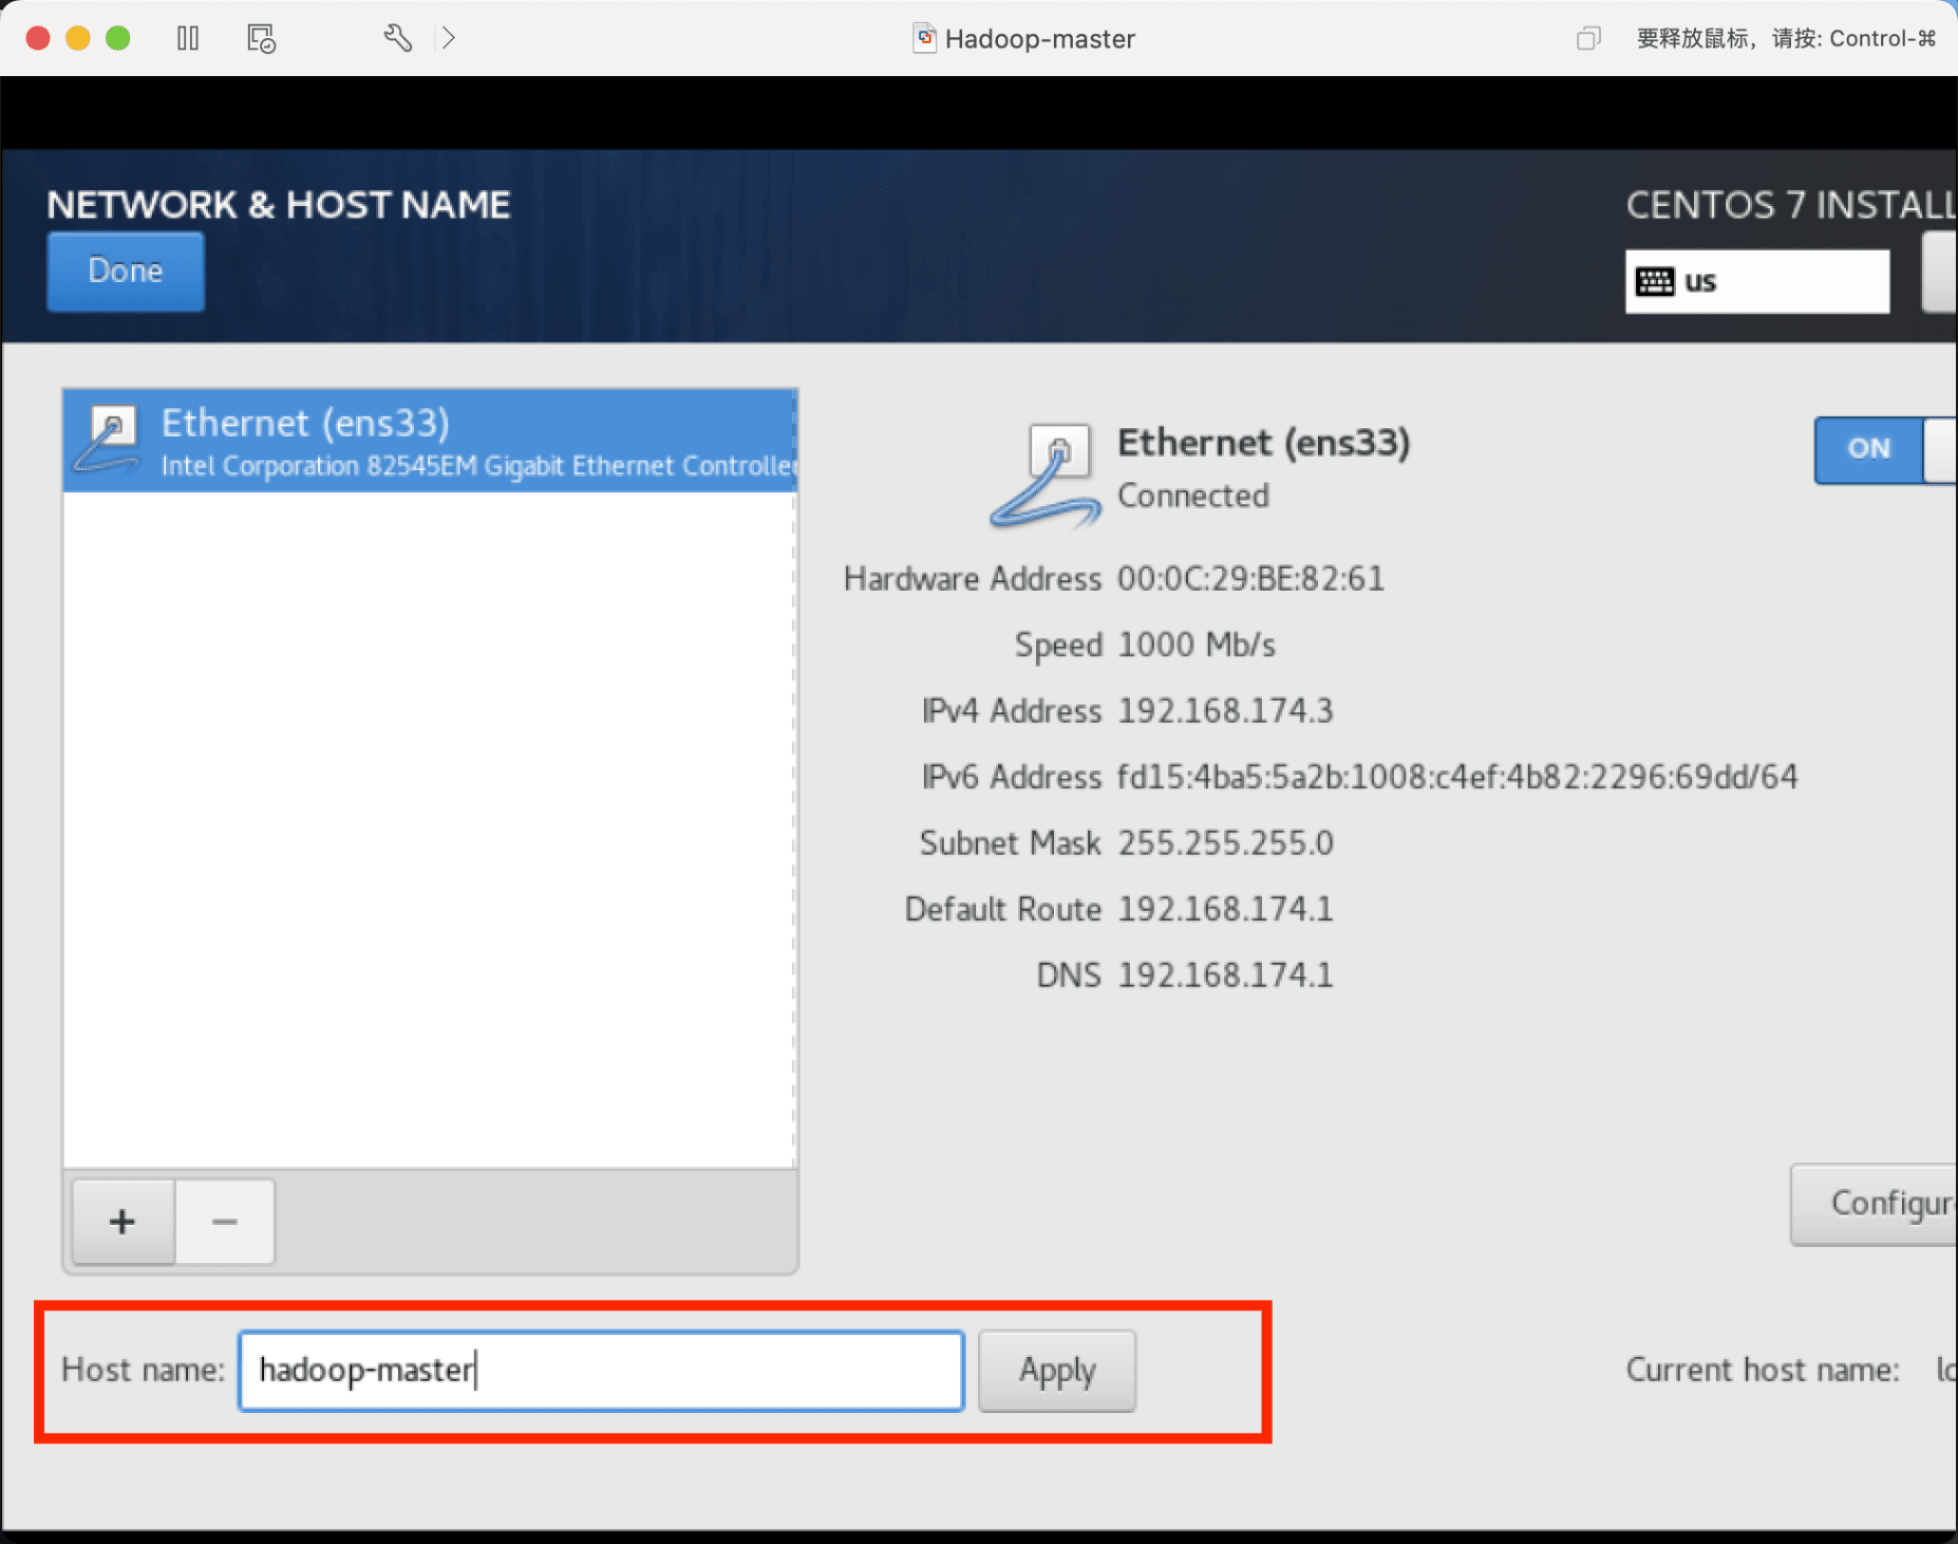 Hadoop-master
要释放鼠标，请按: Control-⌘
NETWORK & HOST NAME
CENTOS 7 INSTALL
Done
us
Ethernet (ens33)
Intel Corporation 82545EM Gigabit Ethernet Controller
Ethernet (ens33)
Connected
ON
Hardware Address 00:0C:29:BE:82:61
Speed 1000 Mb/s
IPv4 Address 192.168.174.3
IPv6 Address fd15:4ba5:5a2b:1008:c4ef:4b82:2296:69dd/64
Subnet Mask 255.255.255.0
Default Route 192.168.174.1
DNS 192.168.174.1
+ −
Configure
Host name: hadoop-master Apply
Current host name: lo